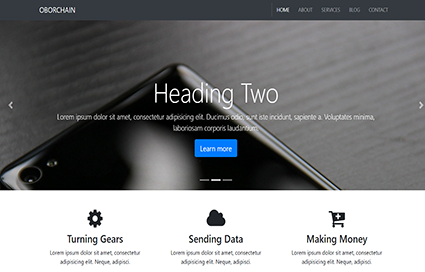 OBORCHAIN
HOME ABOUT SERVICES BLOG CONTACT
Heading Two
Lorem ipsum dolor sit amet, consectetur adipisicing elit. Ducimus odio sunt iste incidunt, sapiente a. Voluptates minima,
laboriosam corporis laudantium.
Learn more
Turning Gears
Lorem ipsum dolor sit amet, consectetur
adipisicing elit. Neque, adipisci.
Sending Data
Lorem ipsum dolor sit amet, consectetur
adipisicing elit. Neque, adipisci.
Making Money
Lorem ipsum dolor sit amet, consectetur
adipisicing elit. Neque, adipisci.